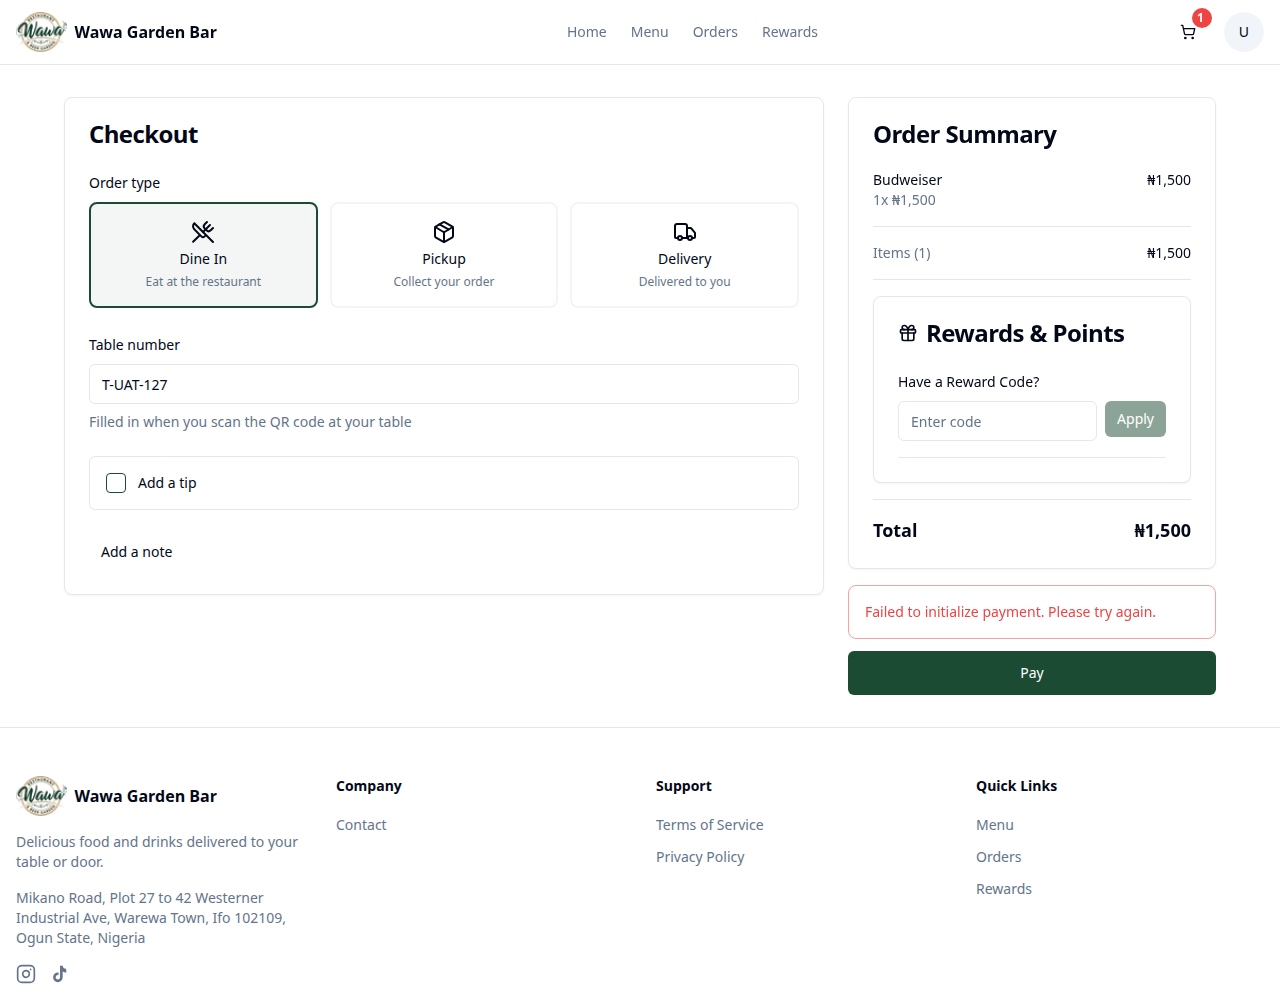 Wawa
Wawa Garden Bar
Home
Menu
Orders
Rewards
1
U
Checkout
Order type
Dine In
Eat at the restaurant
Pickup
Collect your order
Delivery
Delivered to you
Table number
T-UAT-127
Filled in when you scan the QR code at your table
Add a tip
Add a note
Order Summary
Budweiser ₦1,500
1x ₦1,500
Items (1) ₦1,500
Rewards & Points
Have a Reward Code?
Enter code
Apply
Total ₦1,500
Failed to initialize payment. Please try again.
Pay
Wawa
Wawa Garden Bar
Delicious food and drinks delivered to your
table or door.
Mikano Road, Plot 27 to 42 Westerner
Industrial Ave, Warewa Town, Ifo 102109,
Ogun State, Nigeria
Company
Contact
Support
Terms of Service
Privacy Policy
Quick Links
Menu
Orders
Rewards